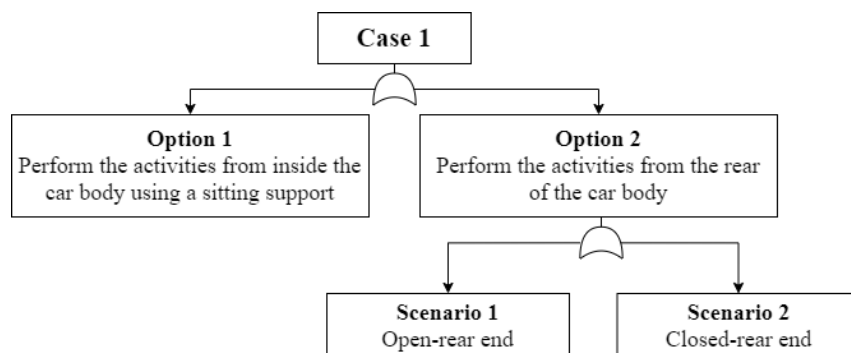 Case 1
Option 1
Perform the activities from inside the
car body using a sitting support
Option 2
Perform the activities from the rear
of the car body
Scenario 1
Open-rear end
Scenario 2
Closed-rear end